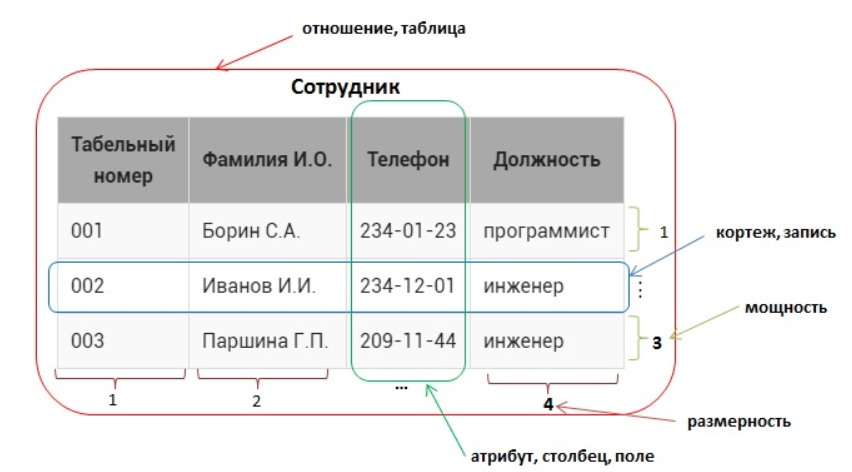 отношение, таблица
Сотрудник
Табельный номер Фамилия И.О. Телефон Должность
001 Борин С.А. 234-01-23 программист 1
кортеж, запись
002 Иванов И.И. 234-12-01 инженер ...
мощность
003 Паршина Г.П. 209-11-44 инженер 3
1 2 ... 4
размерность
атрибут, столбец, поле